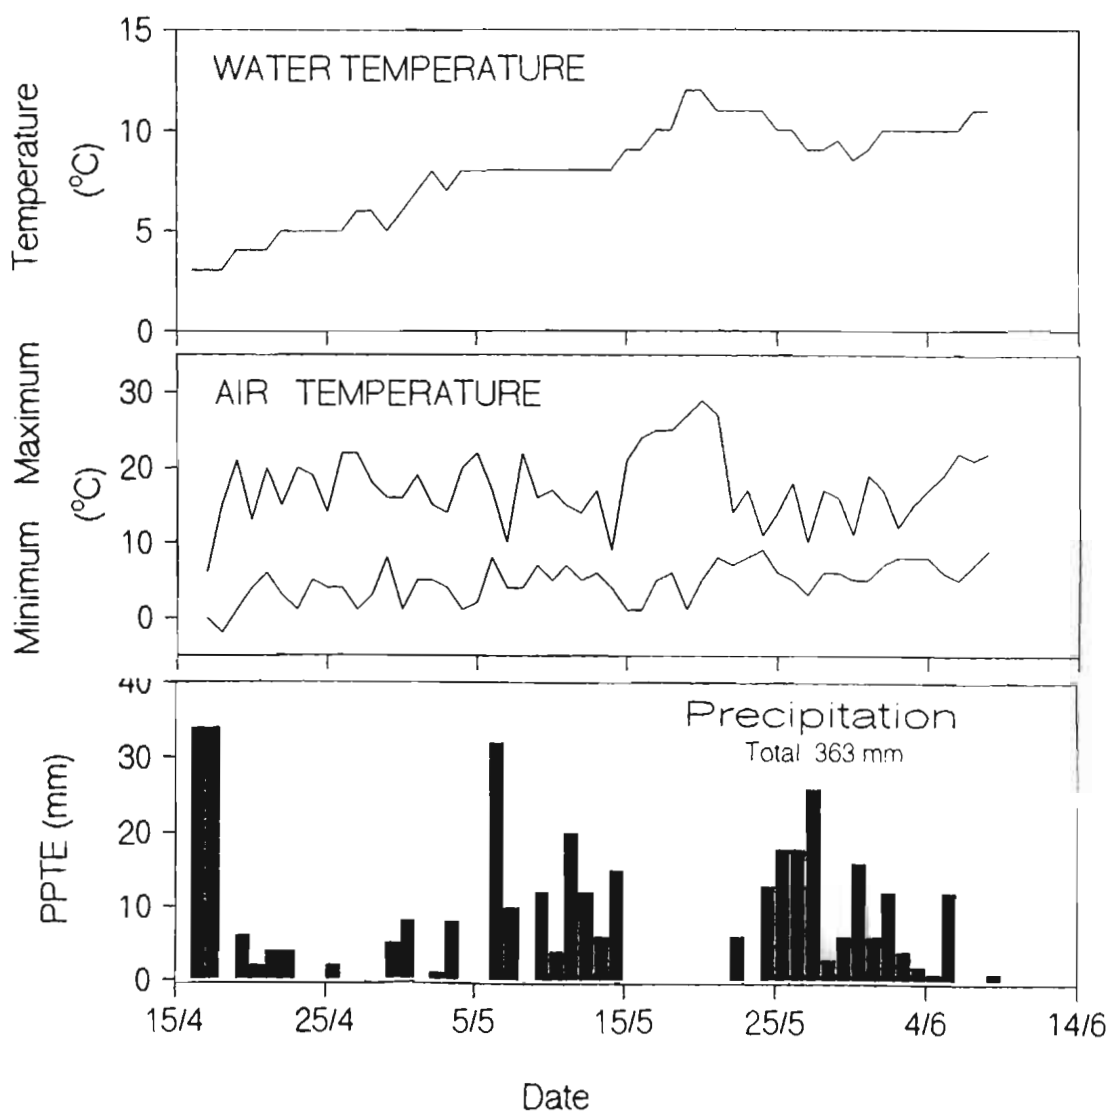 WATER TEMPERATURE
Temperature
(°C)
15
10
5
0
AIR TEMPERATURE
Minimum Maximum
(°C)
30
20
10
0
Precipitation
Total 363 mm
PPTE (mm)
40
30
20
10
0
15/4 25/4 5/5 15/5 25/5 4/6 14/6
Date